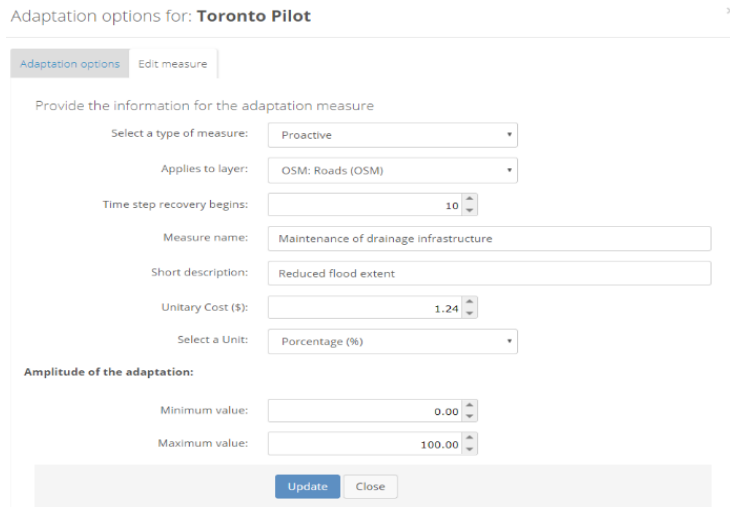 Adaptation options for: Toronto Pilot
Adaptation options Edit measure
Provide the information for the adaptation measure
Select a type of measure: Proactive
Applies to layer: OSM: Roads (OSM)
Time step recovery begins: 10
Measure name: Maintenance of drainage infrastructure
Short description: Reduced flood extent
Unitary Cost ($): 1.24
Select a Unit: Porcentage (%)
Amplitude of the adaptation:
Minimum value: 0.00
Maximum value: 100.00
Update Close